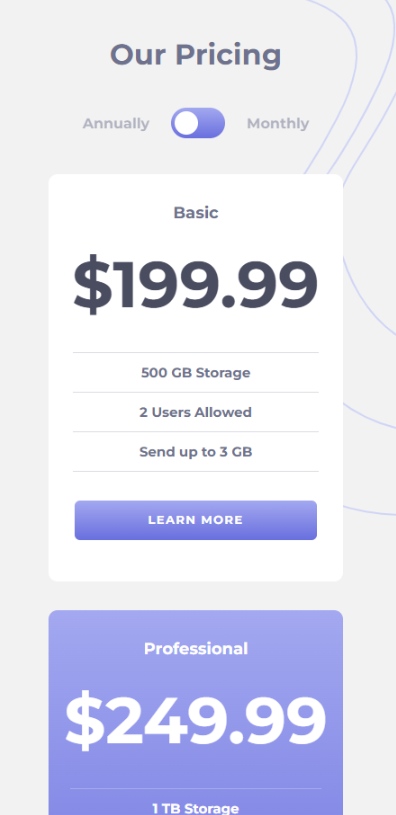 Our Pricing
Annually Monthly
Basic
$199.99
500 GB Storage
2 Users Allowed
Send up to 3 GB
LEARN MORE
Professional
$249.99
1 TB Storage